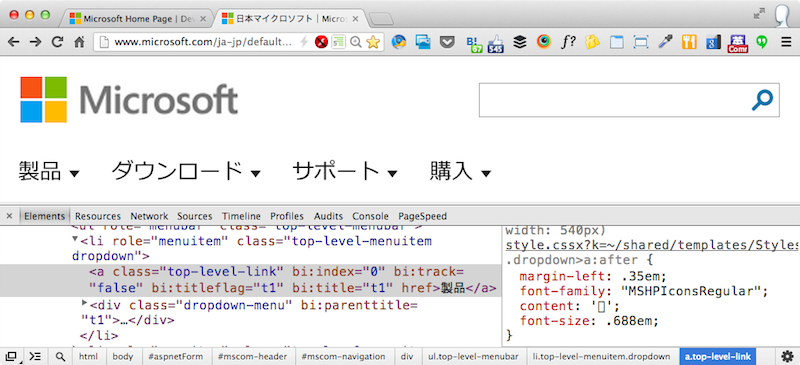 Microsoft Home Page | Dev
日本マイクロソフト | Micros
www.microsoft.com/ja-jp/default...
67
545
f?
g
Com!
Microsoft
製品 ▼ ダウンロード ▼ サポート ▼ 購入 ▼
× Elements Resources Network Sources Timeline Profiles Audits Console PageSpeed
<ul role="menubar" class="top-level-menubar">
▼<li role="menuitem" class="top-level-menuitem
dropdown">
<a class="top-level-link" bi:index="0" bi:track=
"false" bi:titleflag="t1" bi:title="t1" href>製品</a>
▶<div class="dropdown-menu" bi:parenttitle=
"t1">…</div>
</li>
width: 540px)
style.cssx?k=~/shared/templates/Styles
.dropdown>a:after {
margin-left: .35em;
font-family: "MSHPIconsRegular";
content: '▯';
font-size: .688em;
}
html body #aspnetForm #mscom-header #mscom-navigation div ul.top-level-menubar li.top-level-menuitem.dropdown a.top-level-link